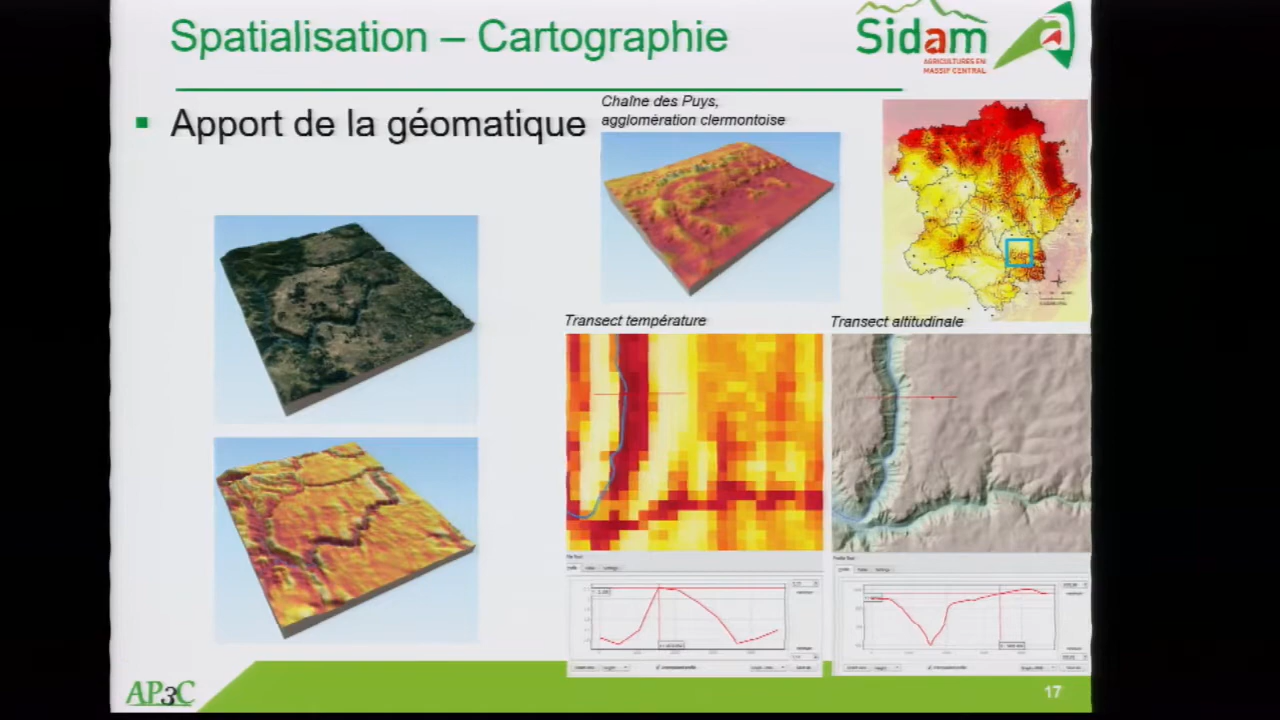 Spatialisation – Cartographie
Sidam
AGRICULTURES EN
MASSIF CENTRAL
a
▪ Apport de la géomatique
Chaîne des Puys,
agglomération clermontoise
Transect température
Transect altitudinale
AP3C
17